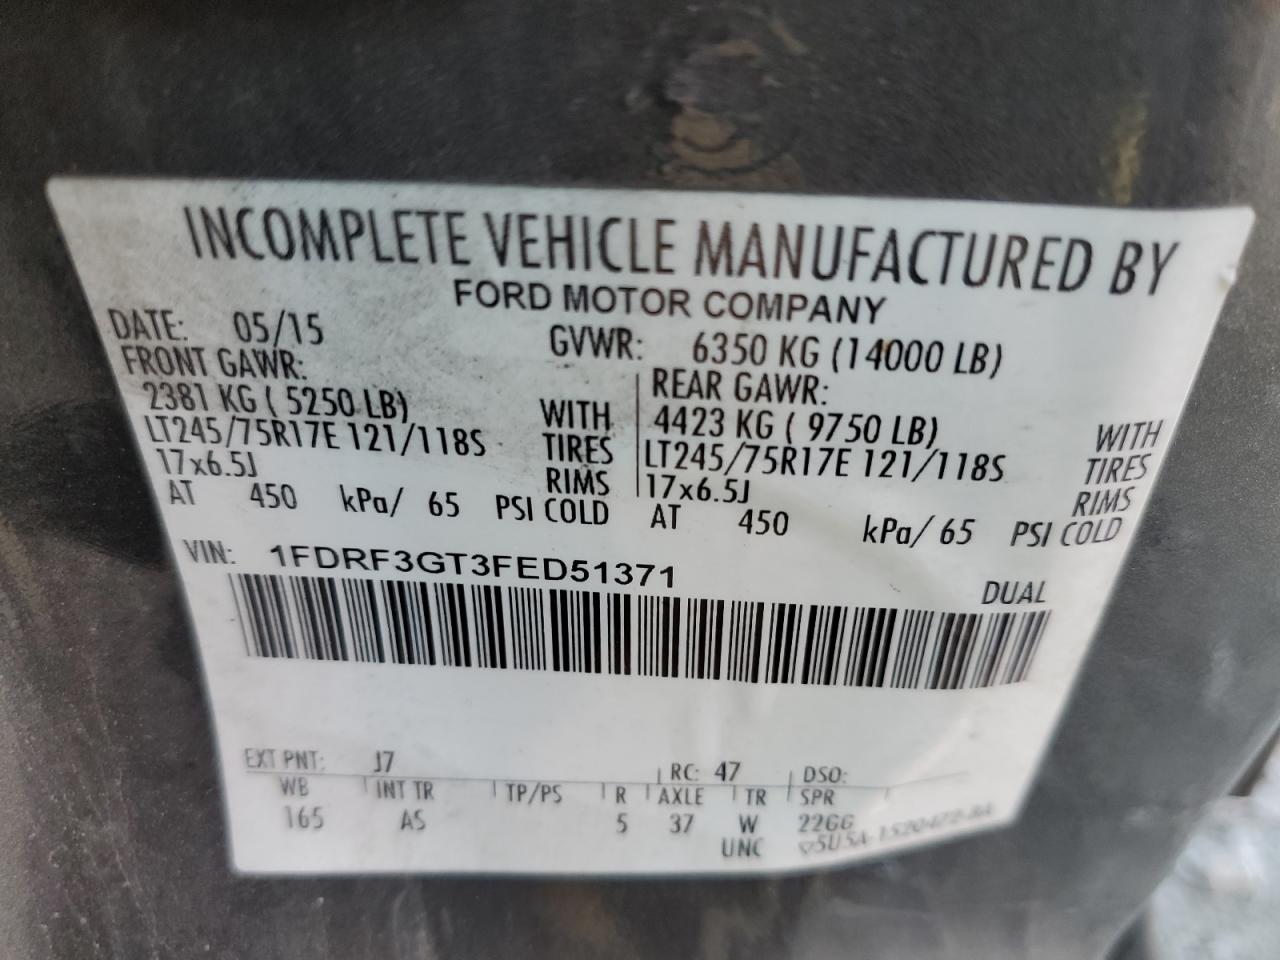 INCOMPLETE VEHICLE MANUFACTURED BY
FORD MOTOR COMPANY
DATE: 05/15 GVWR: 6350 KG (14000 LB)
FRONT GAWR: REAR GAWR:
2381 KG ( 5250 LB) WITH 4423 KG ( 9750 LB) WITH
LT245/75R17E 121/118S TIRES LT245/75R17E 121/118S TIRES
17x6.5J RIMS 17x6.5J RIMS
AT 450 kPa/ 65 PSI COLD AT 450 kPa/ 65 PSI COLD
VIN: 1FDRF3GT3FED51371
DUAL
EXT PNT: J7 RC: 47 DSO:
WB INT TR TP/PS R AXLE TR SPR
165 AS 5 37 W 22GG
UNC